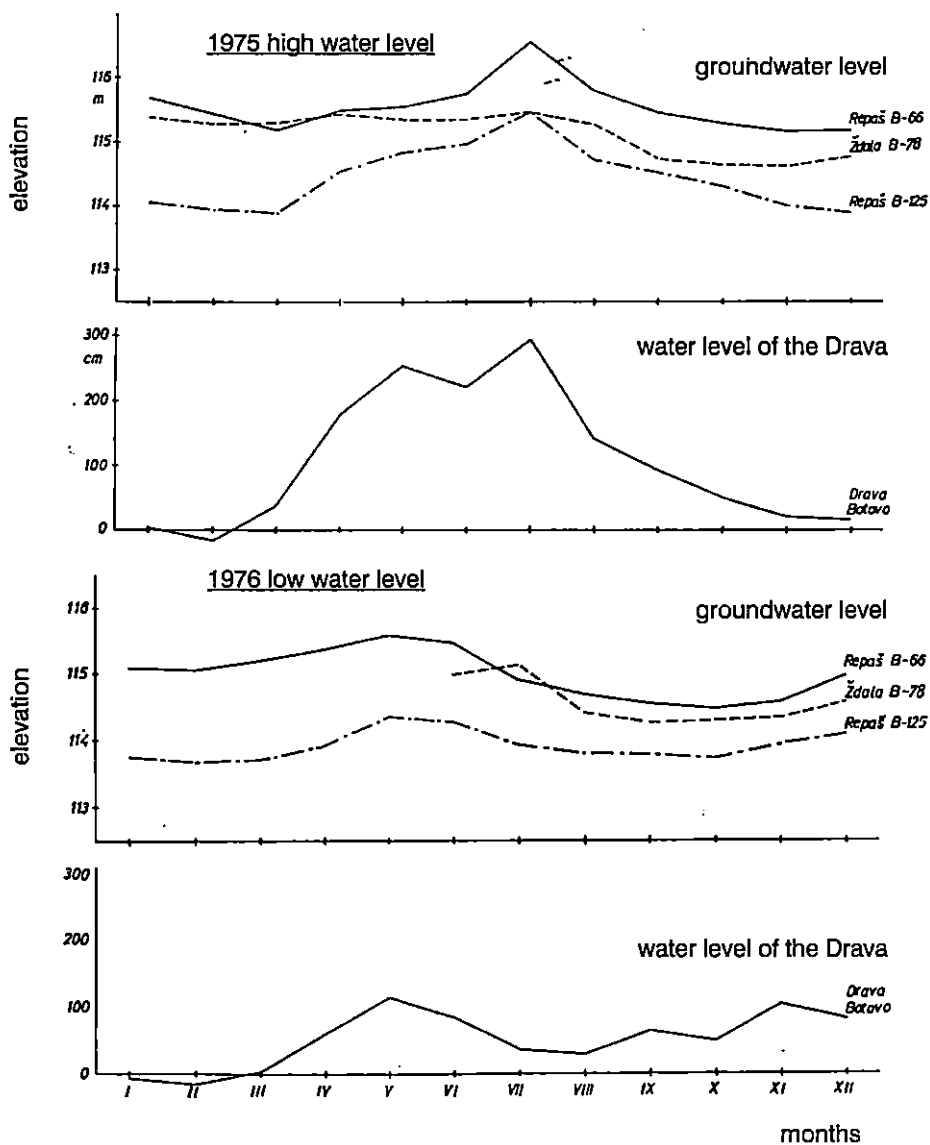 1975 high water level
groundwater level
elevation
116
m
115
114
113
Repaš B-66
Ždala B-78
Repaš B-125
water level of the Drava
300
cm
200
100
0
Drava
Botovo
1976 low water level
groundwater level
elevation
116
115
114
113
Repaš B-66
Ždala B-78
Repaš B-125
water level of the Drava
300
200
100
0
Drava
Botovo
I II III IV V VI VII VIII IX X XI XII
months